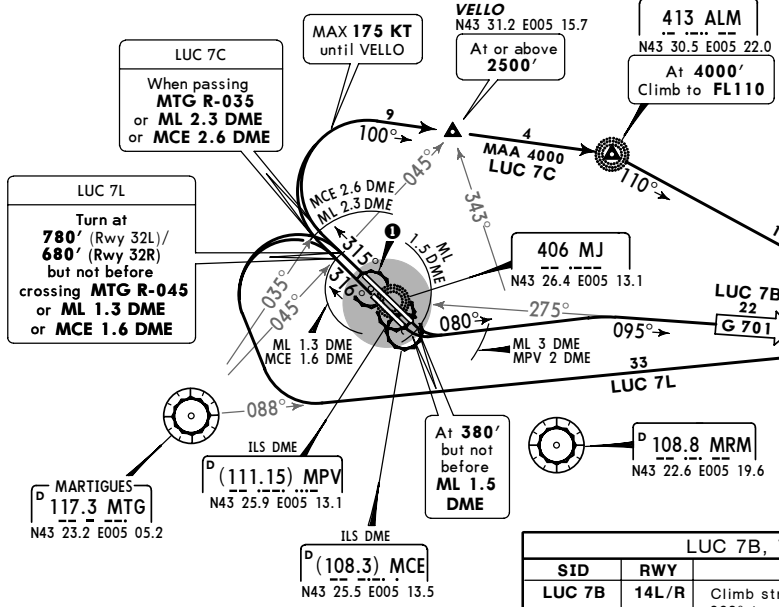 VELLO
N43 31.2 E005 15.7
At or above
2500'
413 ALM
N43 30.5 E005 22.0
At 4000'
Climb to FL110
MAX 175 KT
until VELLO
LUC 7C
When passing
MTG R-035
or ML 2.3 DME
or MCE 2.6 DME
9
100°
4
MAA 4000
LUC 7C
110°
1
045°
343°
MCE 2.6 DME
ML 2.3 DME
LUC 7L
Turn at
780' (Rwy 32L)/
680' (Rwy 32R)
but not before
crossing MTG R-045
or ML 1.3 DME
or MCE 1.6 DME
315°
316°
1
ML
1.5 DME
406 MJ
N43 26.4 E005 13.1
035°
045°
ML 1.3 DME
MCE 1.6 DME
275°
080°
095°
LUC 7B
22
G 701
ML 3 DME
MPV 2 DME
33
LUC 7L
088°
MARTIGUES
D 117.3 MTG
N43 23.2 E005 05.2
ILS DME
D (111.15) MPV
N43 25.9 E005 13.1
ILS DME
D (108.3) MCE
N43 25.5 E005 13.5
At 380'
but not
before
ML 1.5
DME
D 108.8 MRM
N43 22.6 E005 19.6
LUC 7B,
SID RWY
LUC 7B 14L/R Climb str